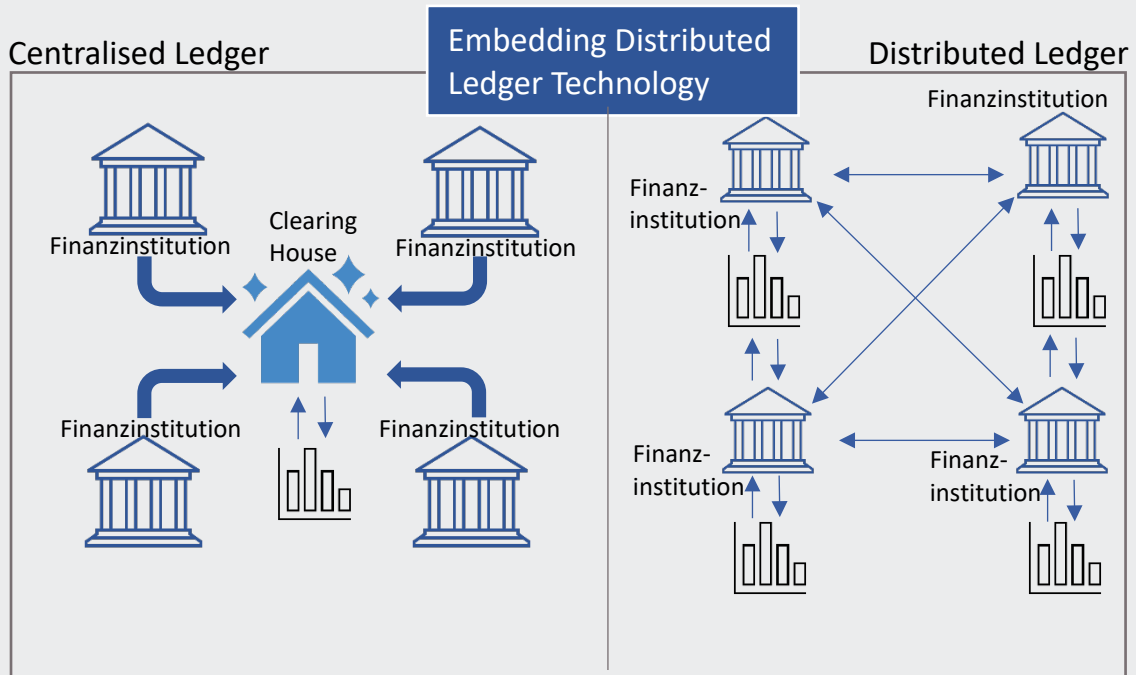 Centralised Ledger
Embedding Distributed
Ledger Technology
Distributed Ledger
Finanzinstitution
Finanzinstitution
Clearing
House
Finanzinstitution
Finanzinstitution
Finanzinstitution
Finanz-
institution
Finanzinstitution
Finanz-
institution
Finanz-
institution